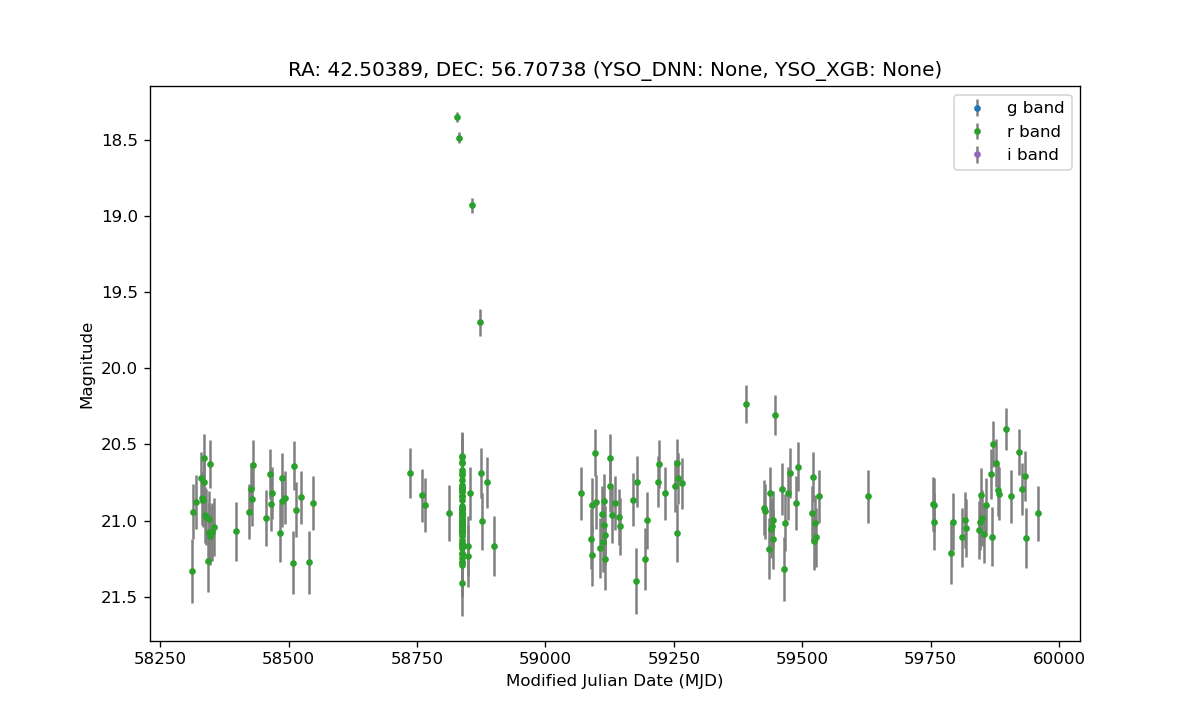 RA: 42.50389, DEC: 56.70738 (YSO_DNN: None, YSO_XGB: None)
g band
r band
i band
18.5
19.0
19.5
20.0
20.5
21.0
21.5
Magnitude
58250 58500 58750 59000 59250 59500 59750 60000
Modified Julian Date (MJD)